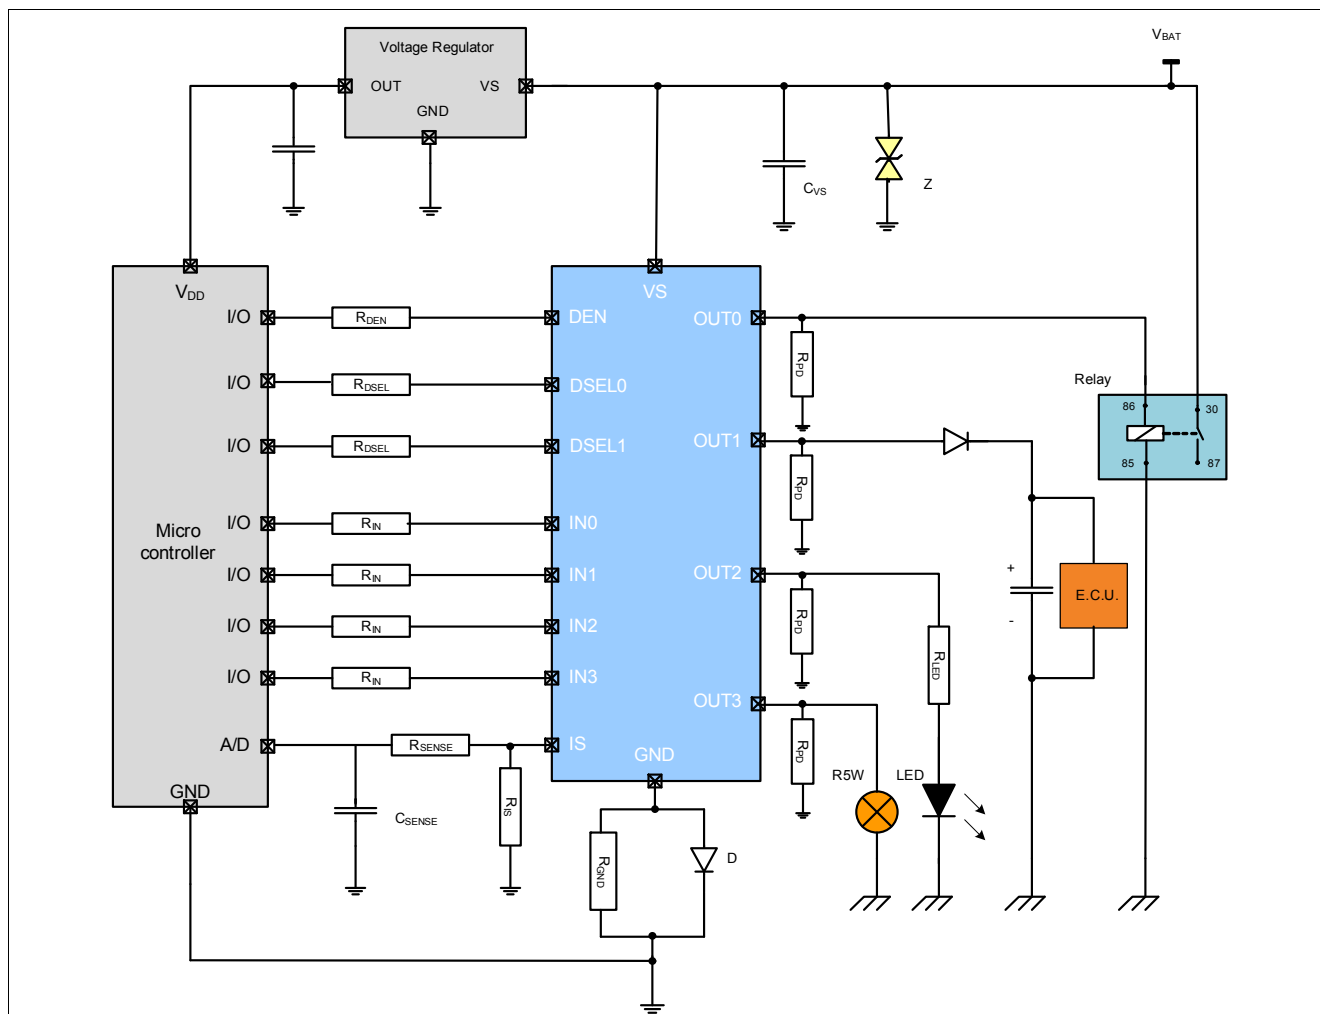 Voltage Regulator
OUT
VS
GND
VBAT
CVS
Z
VDD
VS
I/O
RDEN
DEN
OUT0
I/O
RDSEL
DSEL0
RPD
Relay
86
30
I/O
RDSEL
DSEL1
OUT1
85
87
RPD
Micro
controller
I/O
RIN
IN0
I/O
RIN
IN1
OUT2
+
-
E.C.U.
RPD
I/O
RIN
IN2
RLED
I/O
RIN
IN3
OUT3
RPD
A/D
RSENSE
IS
GND
R5W
LED
GND
CSENSE
RIS
RGND
D